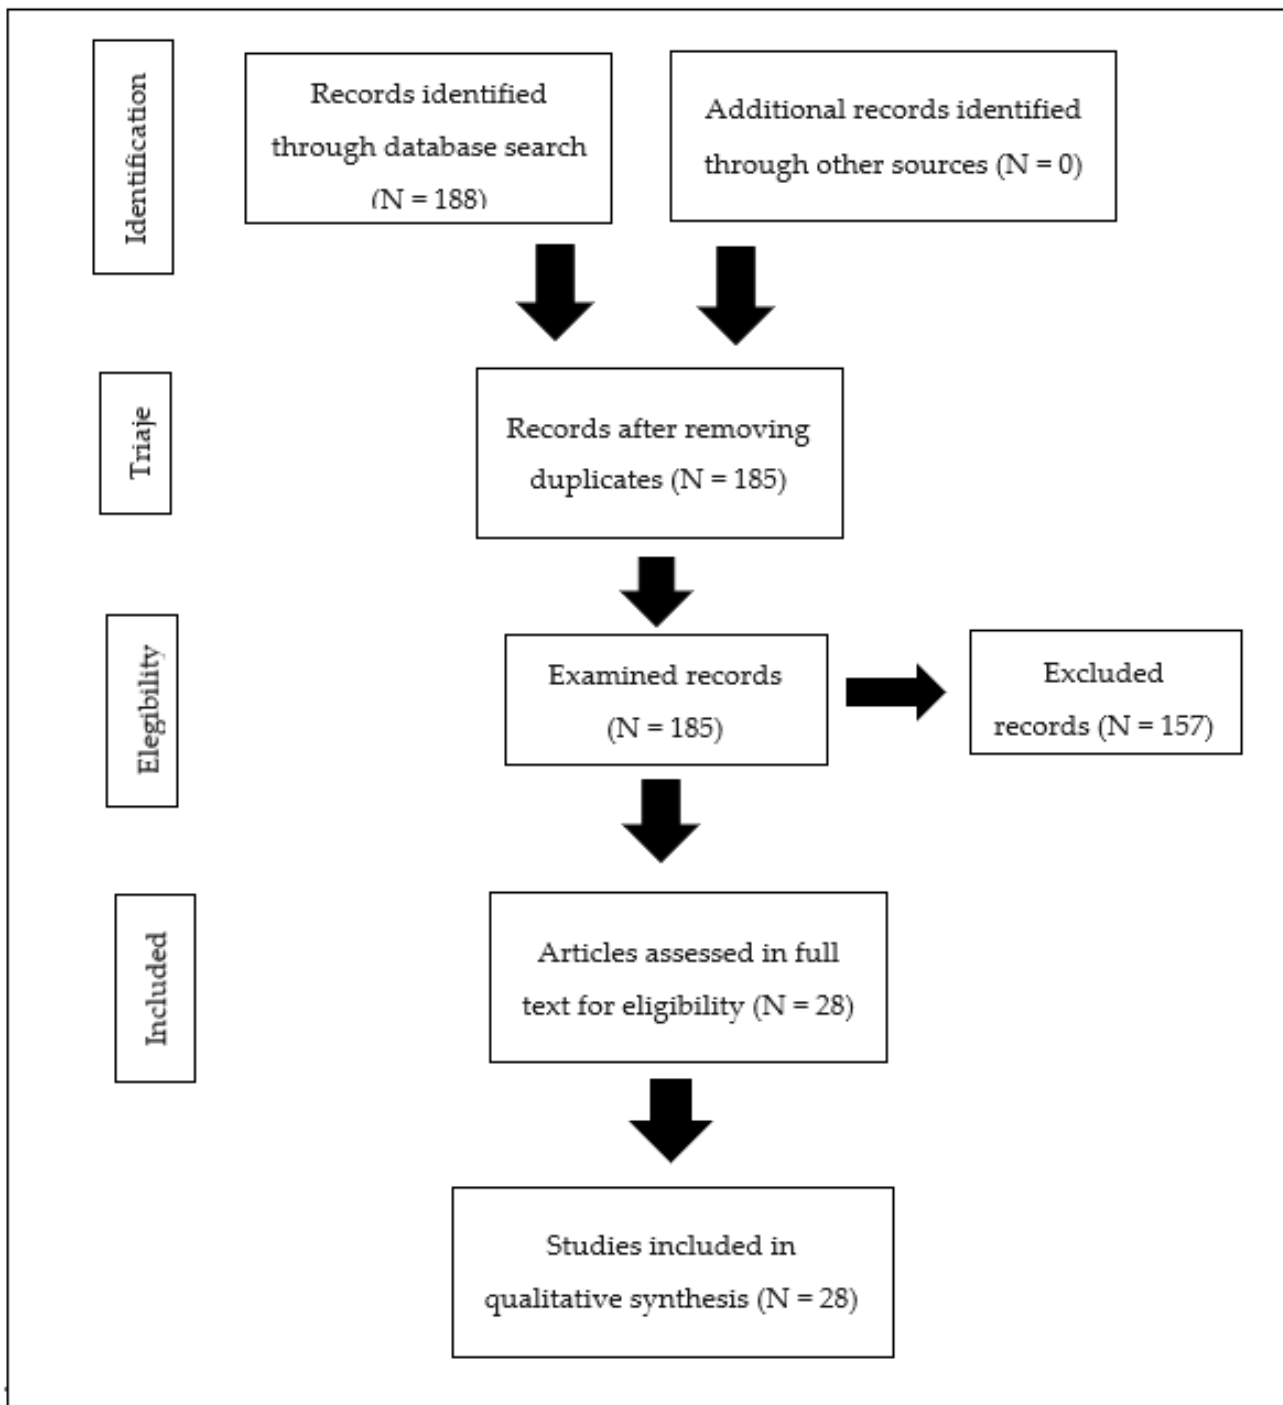 Identification
Records identified
through database search
(N = 188)
Additional records identified
through other sources (N = 0)
Triaje
Records after removing
duplicates (N = 185)
Elegibility
Examined records
(N = 185)
Excluded
records (N = 157)
Included
Articles assessed in full
text for eligibility (N = 28)
Studies included in
qualitative synthesis (N = 28)